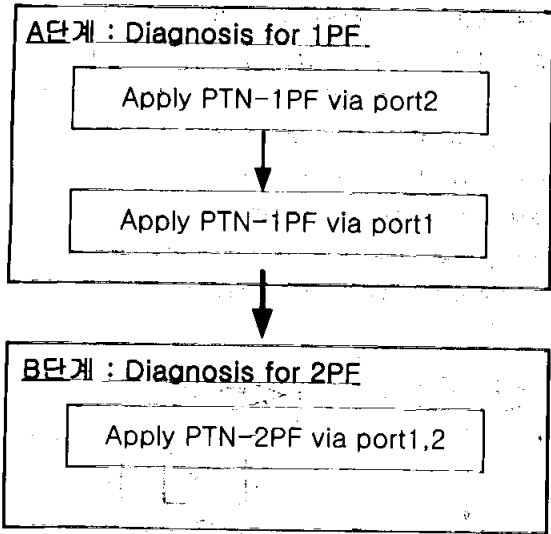 A단계 : Diagnosis for 1PF
Apply PTN-1PF via port2
Apply PTN-1PF via port1
B단계 : Diagnosis for 2PF
Apply PTN-2PF via port1,2